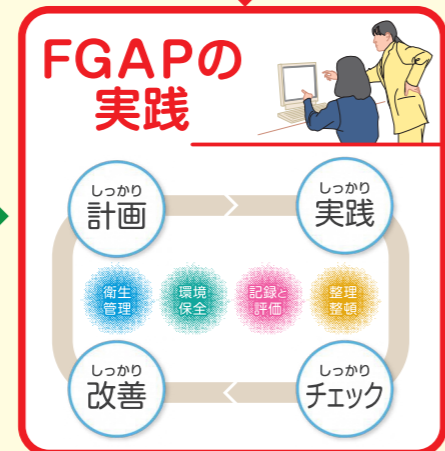 FGAPの
実践
しっかり
計画
しっかり
実践
衛生
管理
環境
保全
記録と
評価
整理
整頓
しっかり
改善
しっかり
チェック